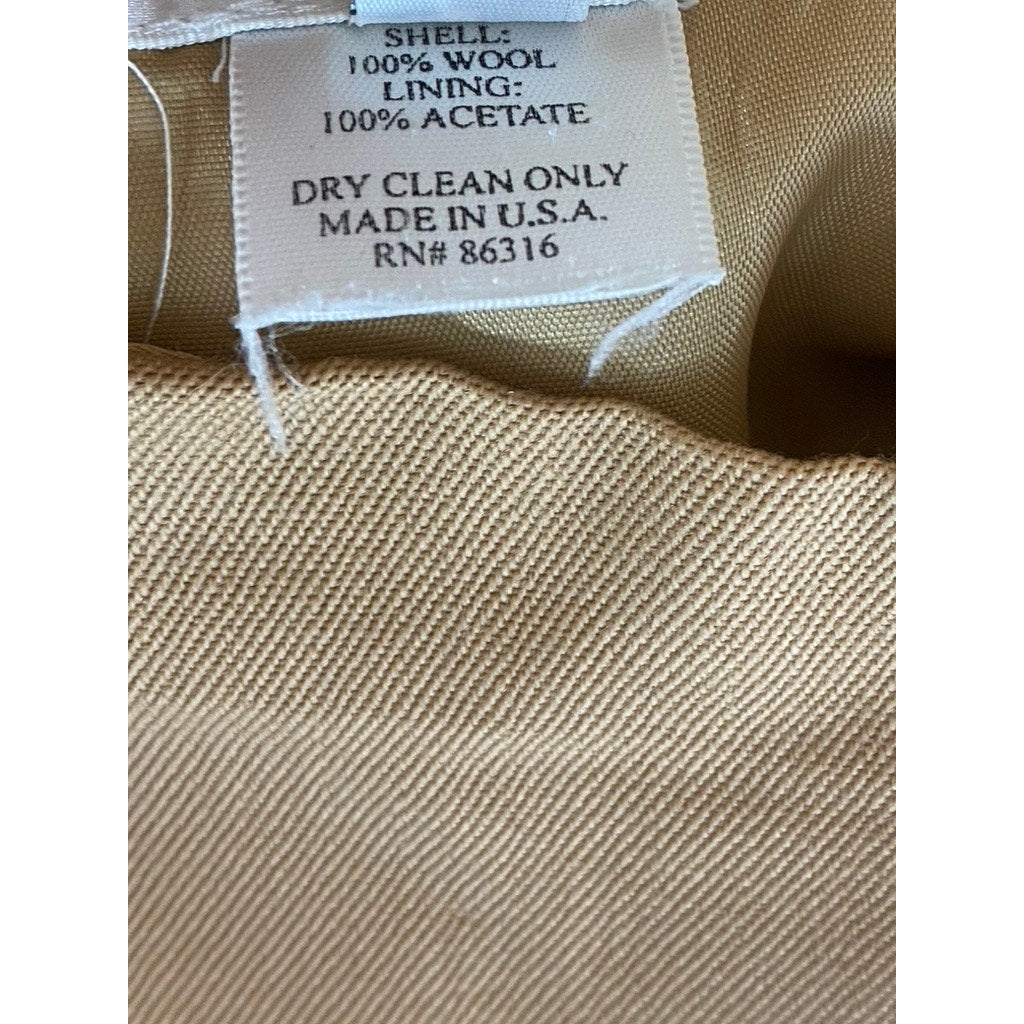 SHELL:
100% WOOL
LINING:
100% ACETATE
DRY CLEAN ONLY
MADE IN U.S.A.
RN# 86316